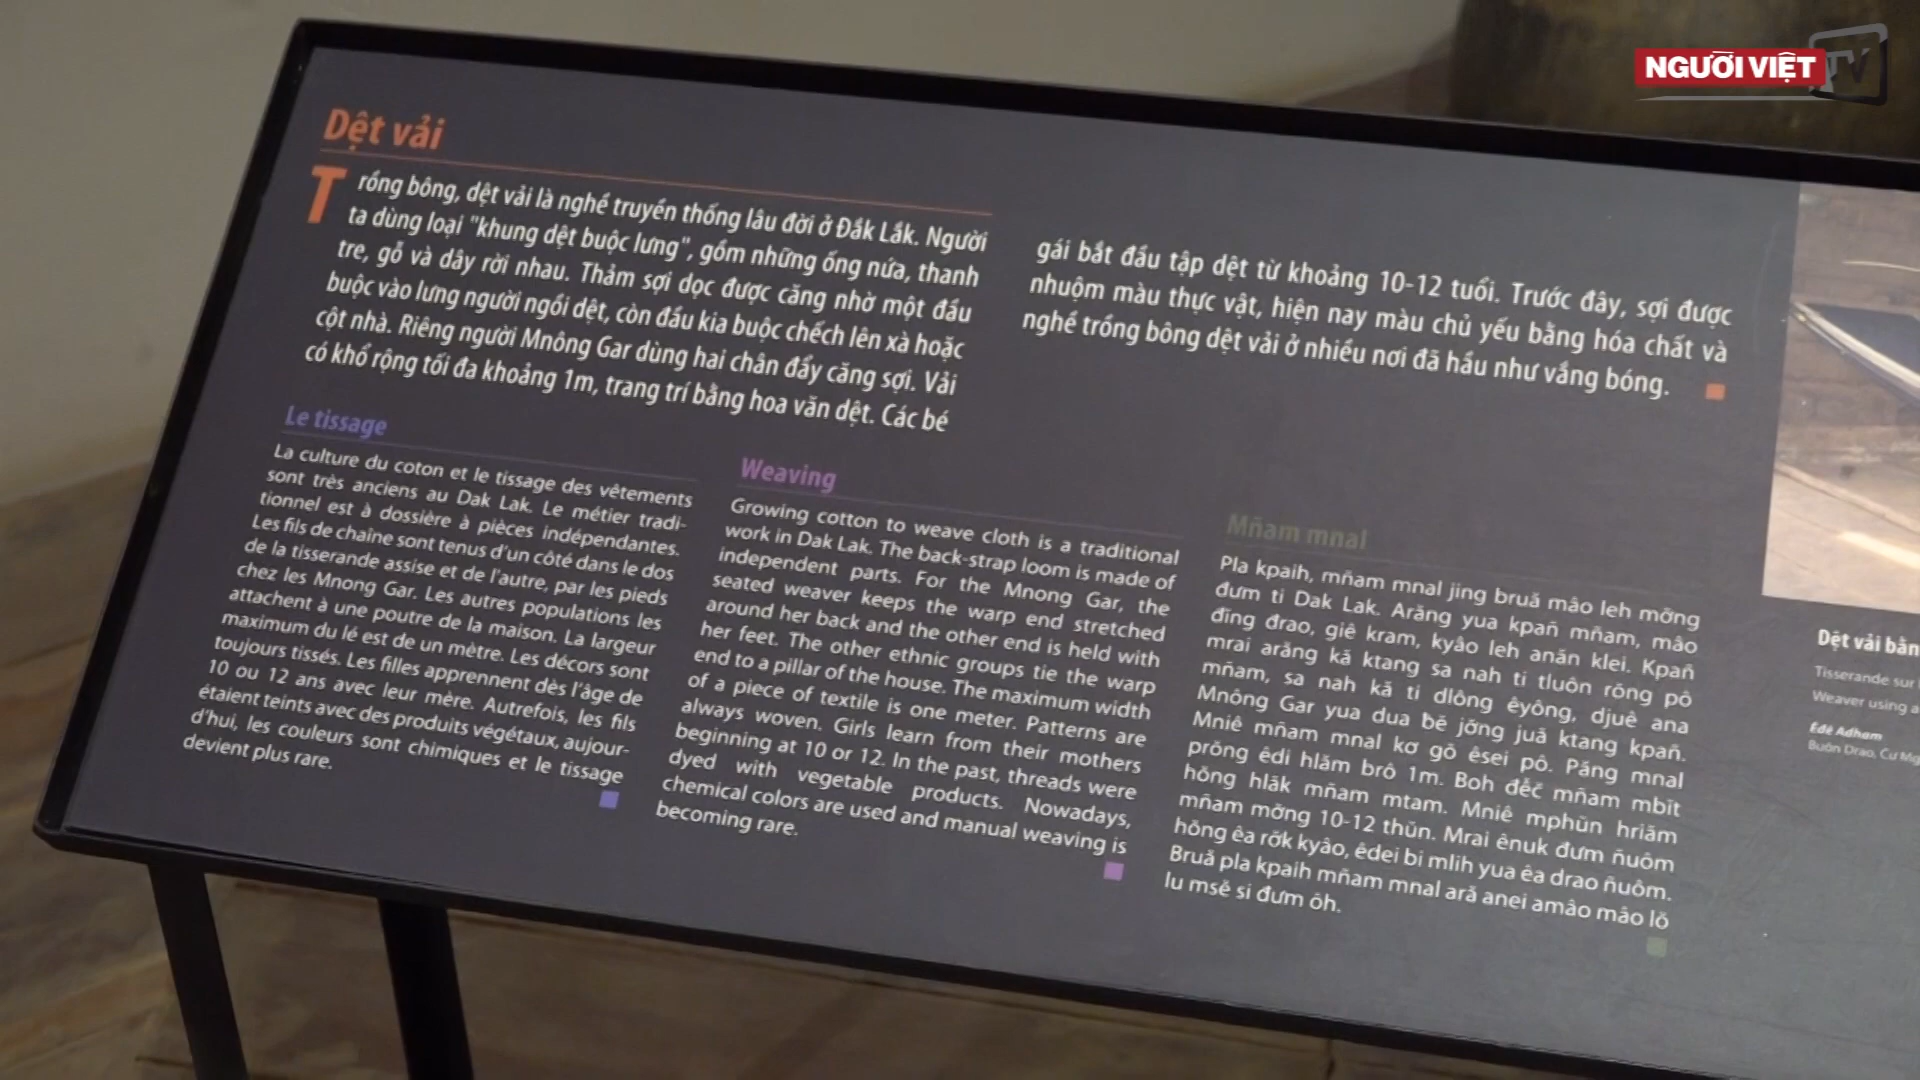 NGƯỜI VIỆT TV
Dệt vải
Trồng bông, dệt vải là nghề truyền thống lâu đời ở Đắk Lắk. Người
ta dùng loại "khung dệt buộc lưng", gồm những ống nứa, thanh
tre, gỗ và dây rời nhau. Thảm sợi dọc được căng nhờ một đầu
buộc vào lưng người ngồi dệt, còn đầu kia buộc chếch lên xà hoặc
cột nhà. Riêng người Mnông Gar dùng hai chân đẩy căng sợi. Vải
có khổ rộng tối đa khoảng 1m, trang trí bằng hoa văn dệt. Các bé
gái bắt đầu tập dệt từ khoảng 10-12 tuổi. Trước đây, sợi được
nhuộm màu thực vật, hiện nay màu chủ yếu bằng hóa chất và
nghề trồng bông dệt vải ở nhiều nơi đã hầu như vắng bóng.
Le tissage
La culture du coton et le tissage des vêtements
sont très anciens au Dak Lak. Le métier tradi-
tionnel est à dossière à pièces indépendantes.
Les fils de chaîne sont tenus d'un côté dans le dos
de la tisserande assise et de l'autre, par les pieds
chez les Mnong Gar. Les autres populations les
attachent à une poutre de la maison. La largeur
maximum du lé est de un mètre. Les décors sont
toujours tissés. Les filles apprennent dès l'âge de
10 ou 12 ans avec leur mère. Autrefois, les fils
étaient teints avec des produits végétaux, aujour-
d'hui, les couleurs sont chimiques et le tissage
devient plus rare.
Weaving
Growing cotton to weave cloth is a traditional
work in Dak Lak. The back-strap loom is made of
independent parts. For the Mnong Gar, the
seated weaver keeps the warp end stretched
around her back and the other end is held with
her feet. The other ethnic groups tie the warp
end to a pillar of the house. The maximum width
of a piece of textile is one meter. Patterns are
always woven. Girls learn from their mothers
beginning at 10 or 12. In the past, threads were
dyed with vegetable products. Nowadays,
chemical colors are used and manual weaving is
becoming rare.
Mñam mnal
Pla kpaih, mñam mnal jing bruă mâo leh mơ̆ng
đưm ti Dak Lak. Arăng yua kpañ mñam, mâo
đĭng đrao, giê kram, kyâo leh anăn klei. Kpañ
mrai arăng kă ktang sa nah ti tluôn rŏng pô
mñam, sa nah kă ti dlông êyông, djuê ana
Mnông Gar yua dua bĕ jơ̆ng juă ktang kpañ.
Mniê mñam mnal kơ gŏ êsei pô. Păng mnal
prŏng êdi hlăm brô 1m. Boh đĕč mñam mbĭt
hŏng hlăk mñam mtam. Mniê mphŭn hriăm
mñam mơ̆ng 10-12 thŭn. Mrai ênuk đưm ñuôm
hŏng êa rơ̆k kyâo, êdei bi mlih yua êa drao ñuôm.
Bruă pla kpaih mñam mnal ară anei amâo mâo lŏ
lu msĕ si đưm ôh.
Dệt vải bằn
Tisserande sur
Weaver using a
Êđê Adham
Buôn Drao, Cư Mg